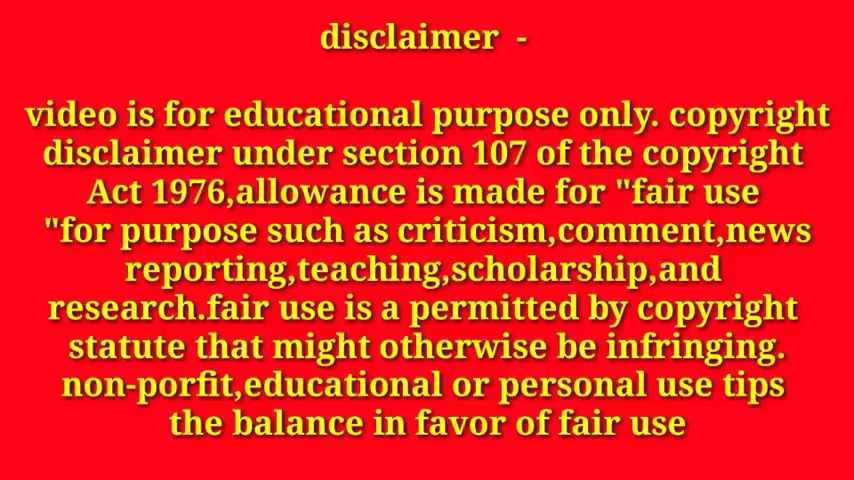 disclaimer -
video is for educational purpose only. copyright
disclaimer under section 107 of the copyright
Act 1976,allowance is made for "fair use
"for purpose such as criticism,comment,news
reporting,teaching,scholarship,and
research.fair use is a permitted by copyright
statute that might otherwise be infringing.
non-porfit,educational or personal use tips
the balance in favor of fair use